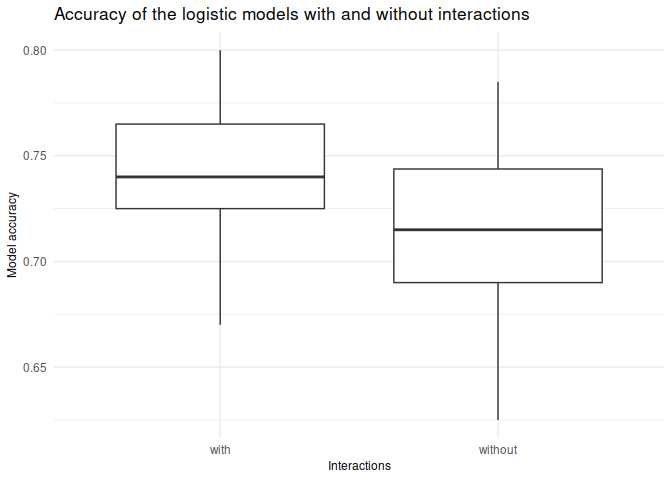 Accuracy of the logistic models with and without interactions
0.80
0.75
0.70
0.65
Model accuracy
with
without
Interactions